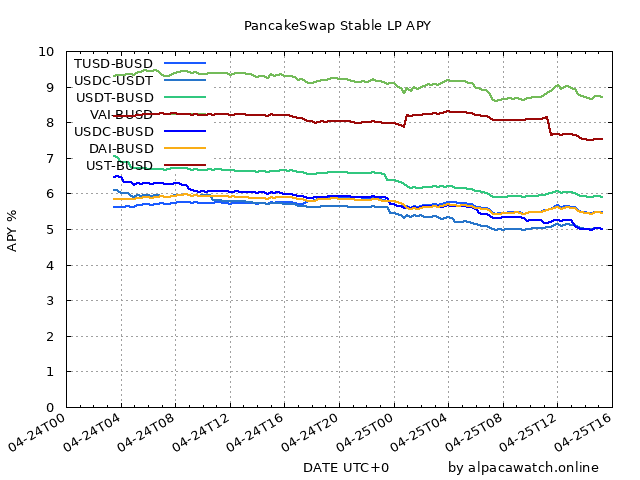 PancakeSwap Stable LP APY
10
9
8
7
6
5
4
3
2
1
0
APY %
TUSD-BUSD
USDC-USDT
USDT-BUSD
VAI-BUSD
USDC-BUSD
DAI-BUSD
UST-BUSD
04-24T00
04-24T04
04-24T08
04-24T12
04-24T16
04-24T20
04-25T00
04-25T04
04-25T08
04-25T12
04-25T16
DATE UTC+0
by alpacawatch.online